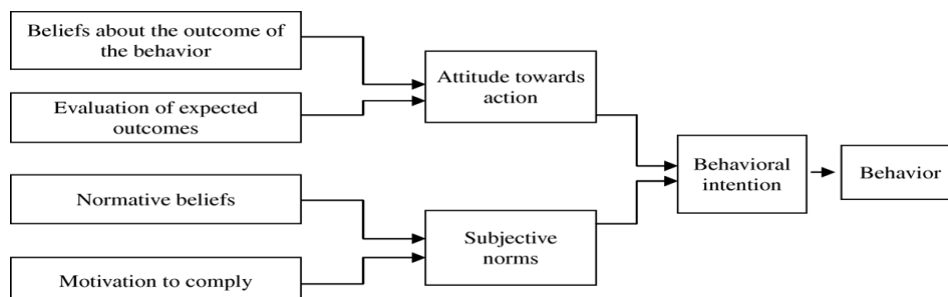 Beliefs about the outcome of
the behavior
Evaluation of expected
outcomes
Normative beliefs
Motivation to comply
Attitude towards
action
Subjective
norms
Behavioral
intention
Behavior